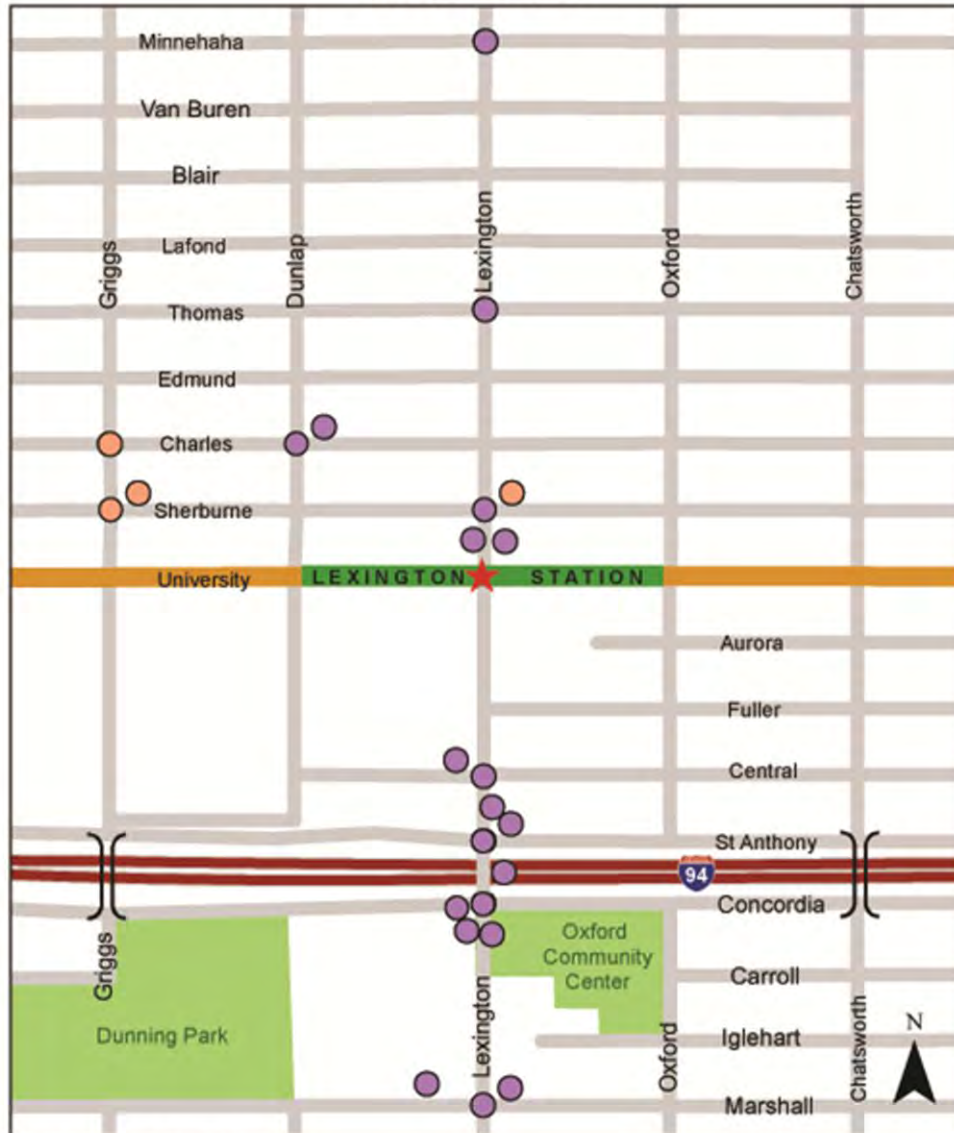 Minnehaha
Van Buren
Blair
Griggs
Lafond
Dunlap
Lexington
Oxford
Chatsworth
Thomas
Edmund
Charles
Sherburne
University
LEXINGTON STATION
Aurora
Fuller
Central
St Anthony
94
Concordia
Griggs
Oxford
Community
Center
Lexington
Carroll
Dunning Park
Iglehart
Oxford
Chatsworth
N
Marshall